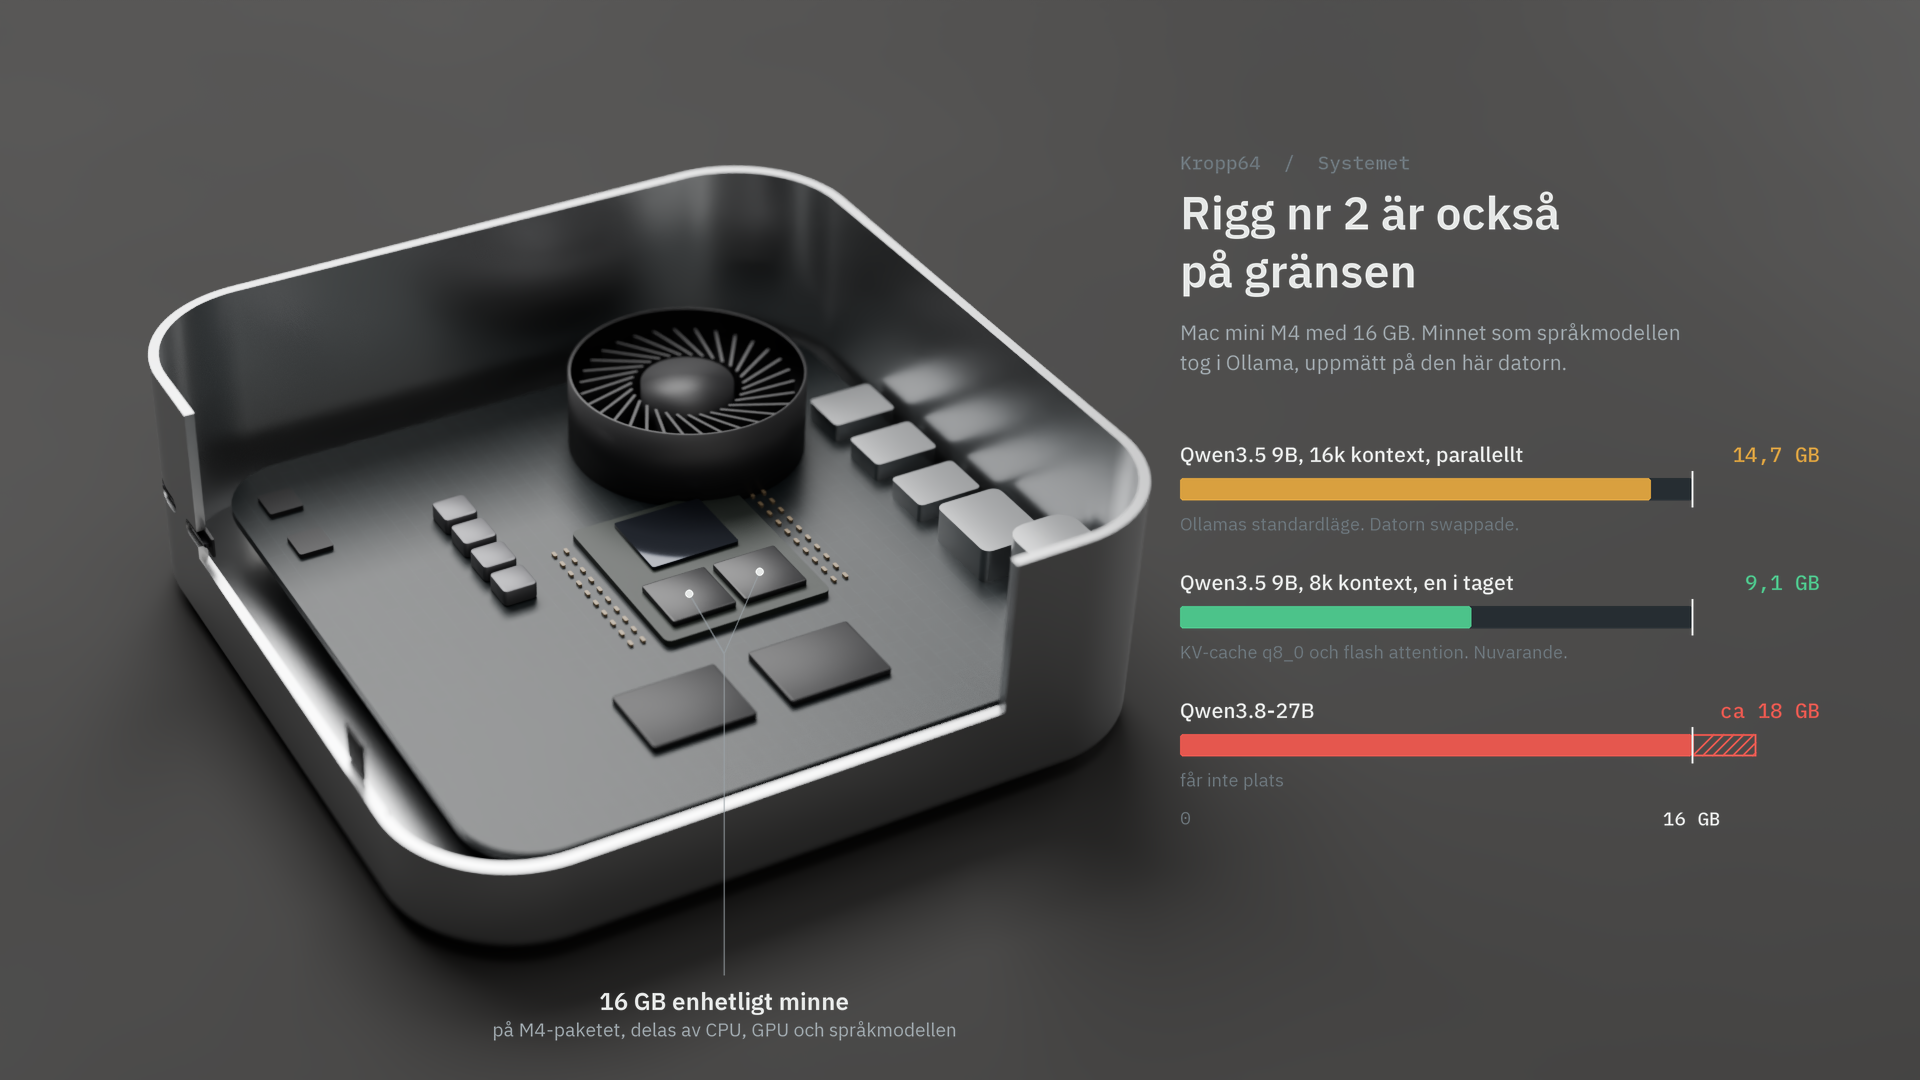 Kropp64 / Systemet
Rigg nr 2 är också
på gränsen
Mac mini M4 med 16 GB. Minnet som språkmodellen
tog i Ollama, uppmätt på den här datorn.
Qwen3.5 9B, 16k kontext, parallellt 14,7 GB
Ollamas standardläge. Datorn swappade.
Qwen3.5 9B, 8k kontext, en i taget 9,1 GB
KV-cache q8_0 och flash attention. Nuvarande.
Qwen3.8-27B ca 18 GB
får inte plats
0 16 GB
16 GB enhetligt minne
på M4-paketet, delas av CPU, GPU och språkmodellen